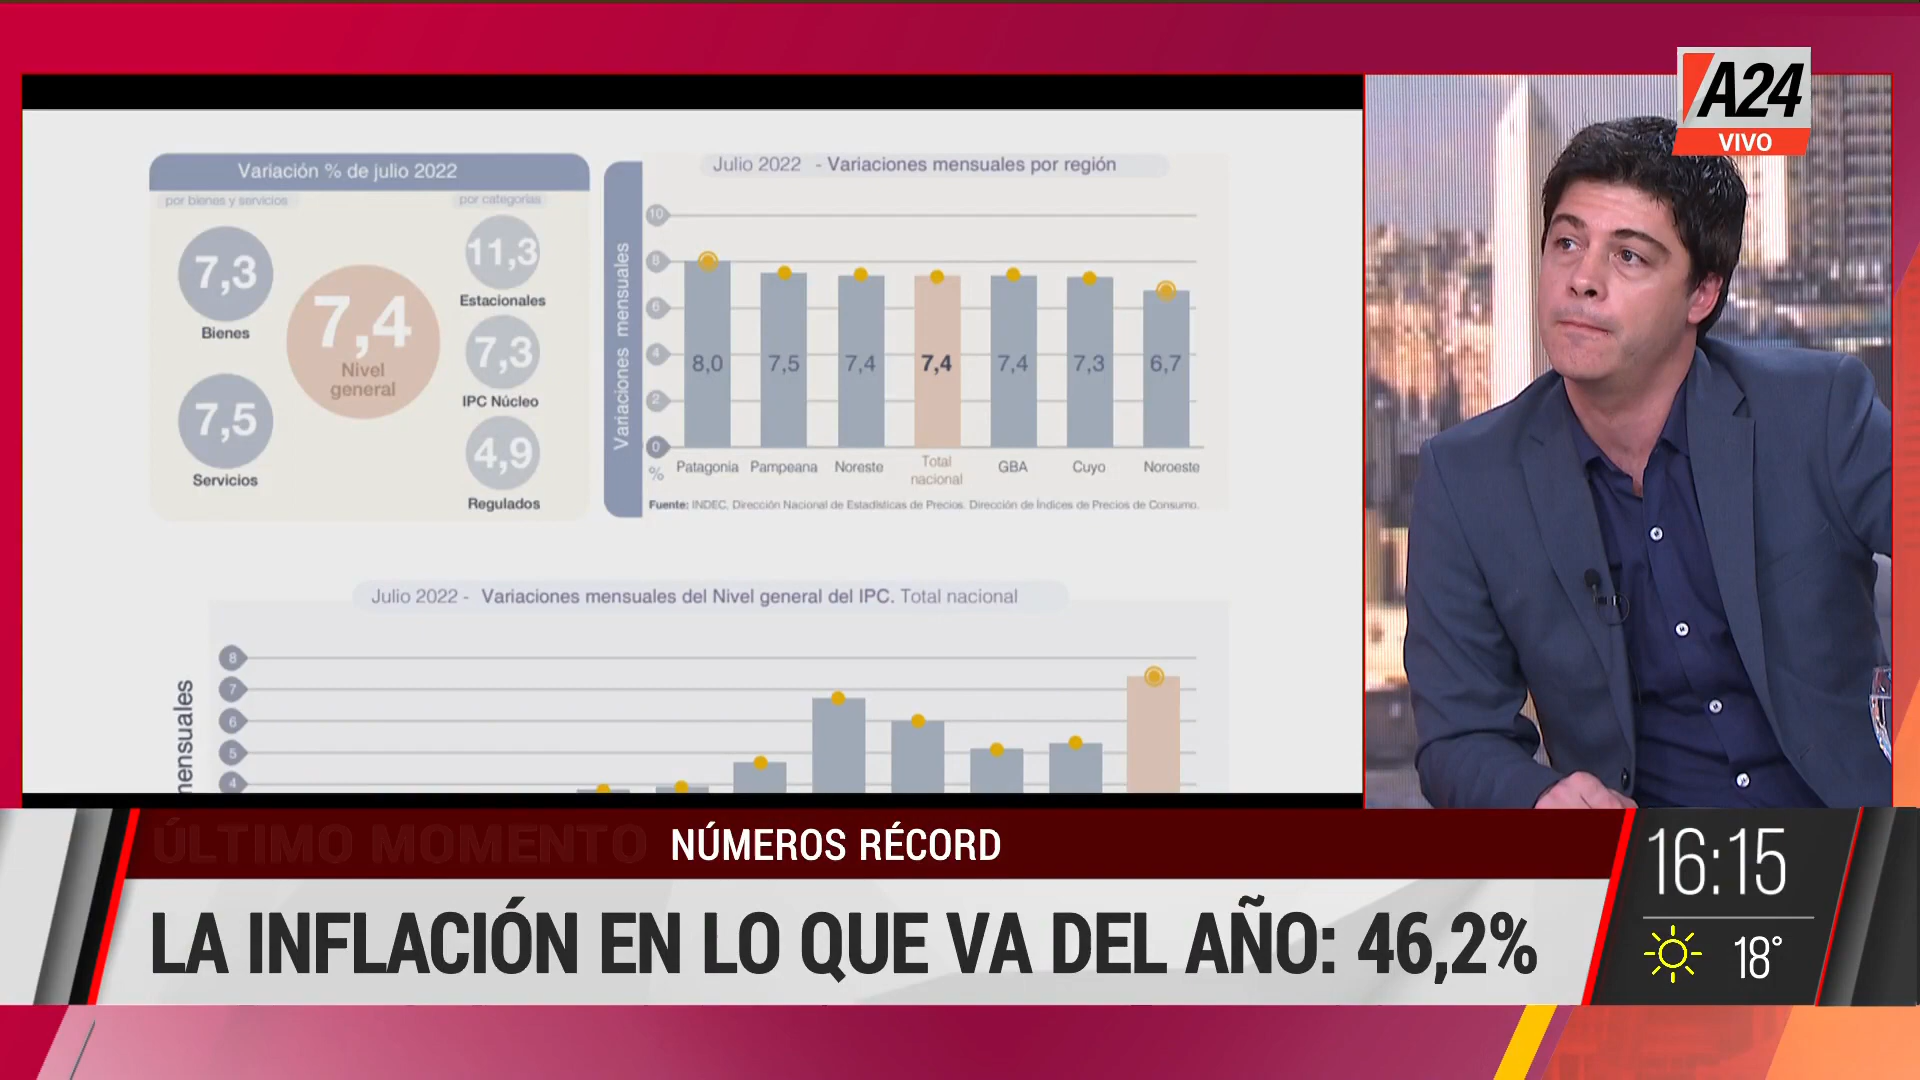 A24
VIVO
Variación % de julio 2022
por bienes y servicios
por categorías
7,3
Bienes
7,5
Servicios
7,4
Nivel
general
11,3
Estacionales
7,3
IPC Núcleo
4,9
Regulados
Julio 2022 - Variaciones mensuales por región
Variaciones mensuales
10
8
6
4
2
0
%
8,0
7,5
7,4
7,4
7,4
7,3
6,7
Patagonia
Pampeana
Noreste
Total
nacional
GBA
Cuyo
Noroeste
Fuente: INDEC, Dirección Nacional de Estadísticas de Precios. Dirección de Índices de Precios de Consumo.
Julio 2022 - Variaciones mensuales del Nivel general del IPC. Total nacional
8
7
6
5
4
ÚLTIMO MOMENTO
NÚMEROS RÉCORD
LA INFLACIÓN EN LO QUE VA DEL AÑO: 46,2%
16:15
18°